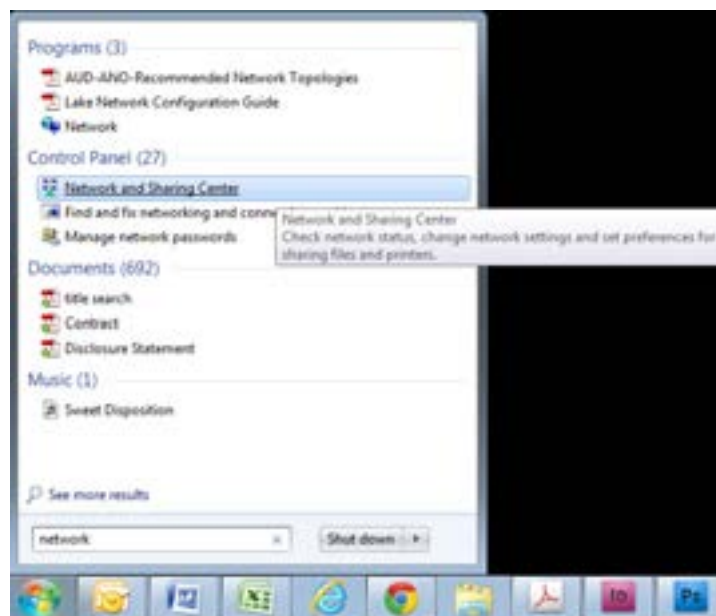 Programs (3)
AUD-ANO-Recommended Network Topologies
Lake Network Configuration Guide
Network
Control Panel (27)
Network and Sharing Center
Find and fix networking and conne
Manage network passwords
Network and Sharing Center
Check network status, change network settings and set preferences for
sharing files and printers.
Documents (692)
title search
Contract
Disclosure Statement
Music (1)
Sweet Disposition
See more results
network
Shut down
Ps